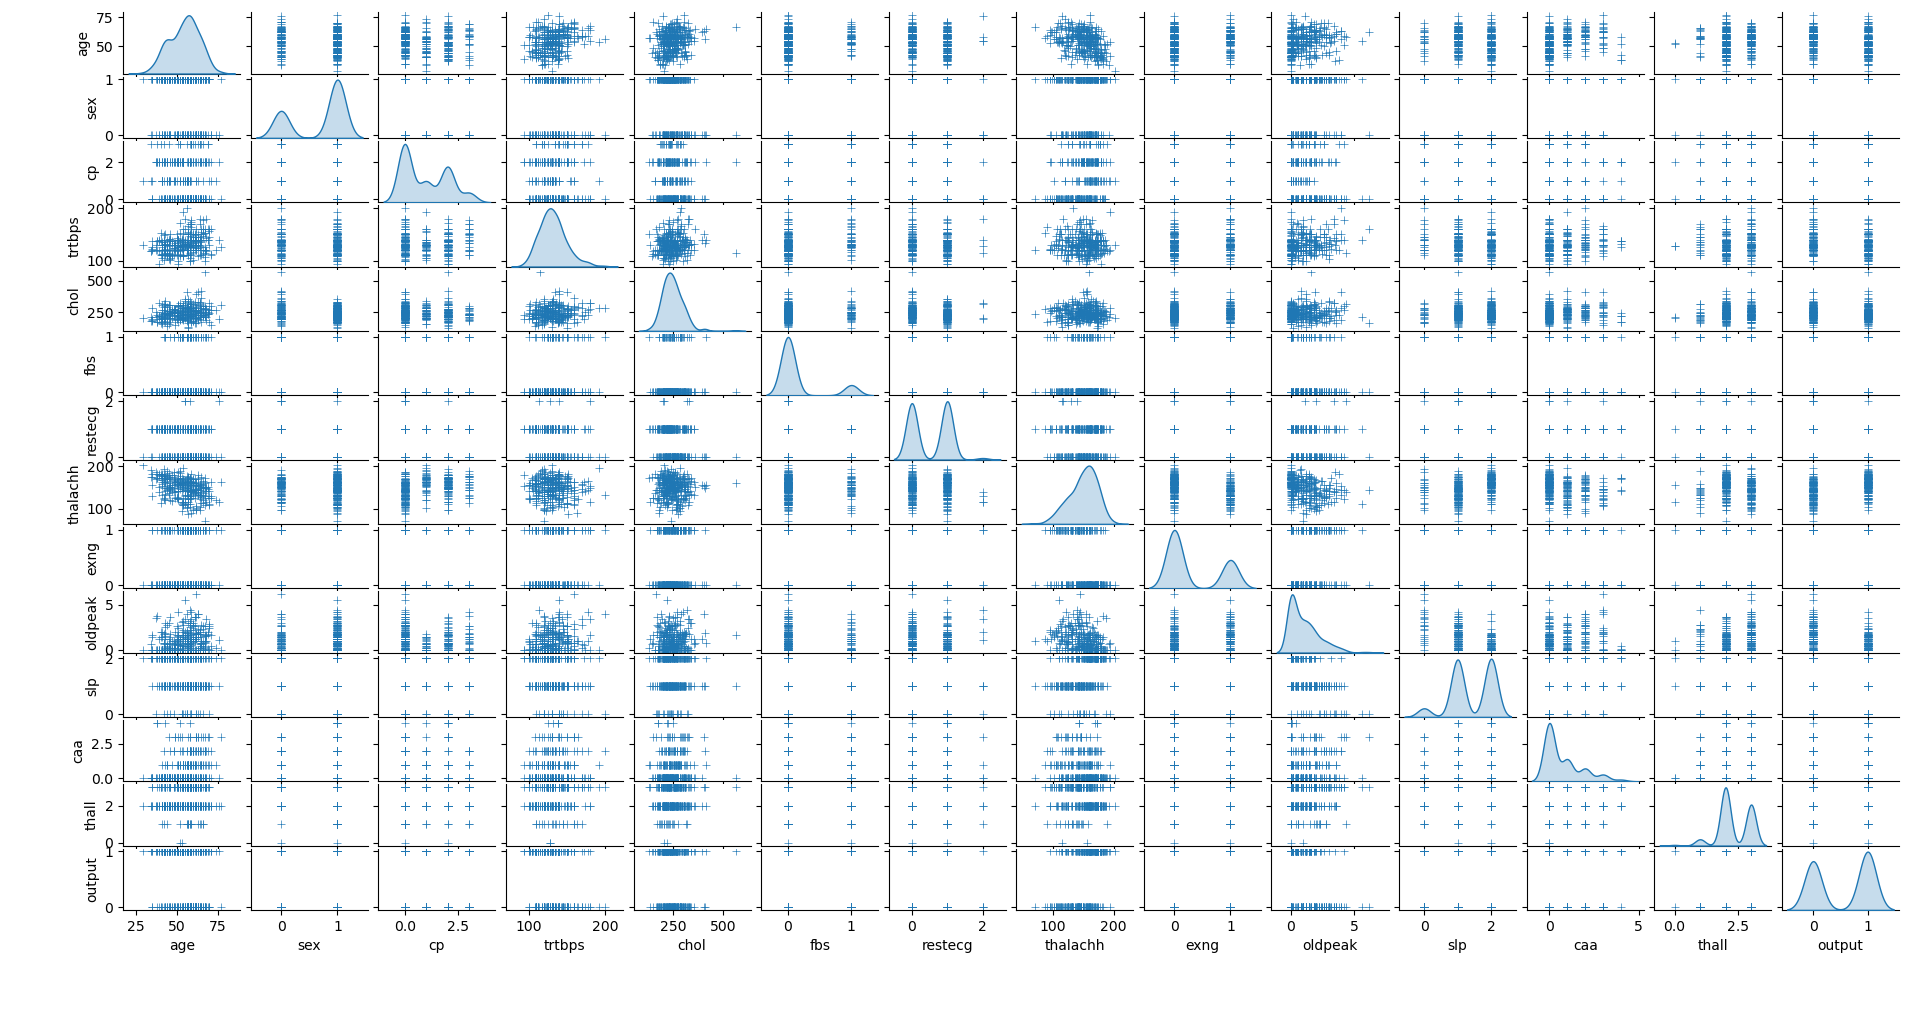 75
50
age
1
0
sex
2
0
cp
200
100
trtbps
500
250
chol
1
0
fbs
2
0
restecg
200
100
thalachh
1
0
exng
5
0
oldpeak
2
0
slp
2.5
0.0
caa
2
0
thall
1
0
output
25 50 75 0 1 0.0 2.5 100 200 250 500 0 1 0 2 100 200 0 1 0 5 0 2 0 5 0.0 2.5 0 1
age sex cp trtbps chol fbs restecg thalachh exng oldpeak slp caa thall output